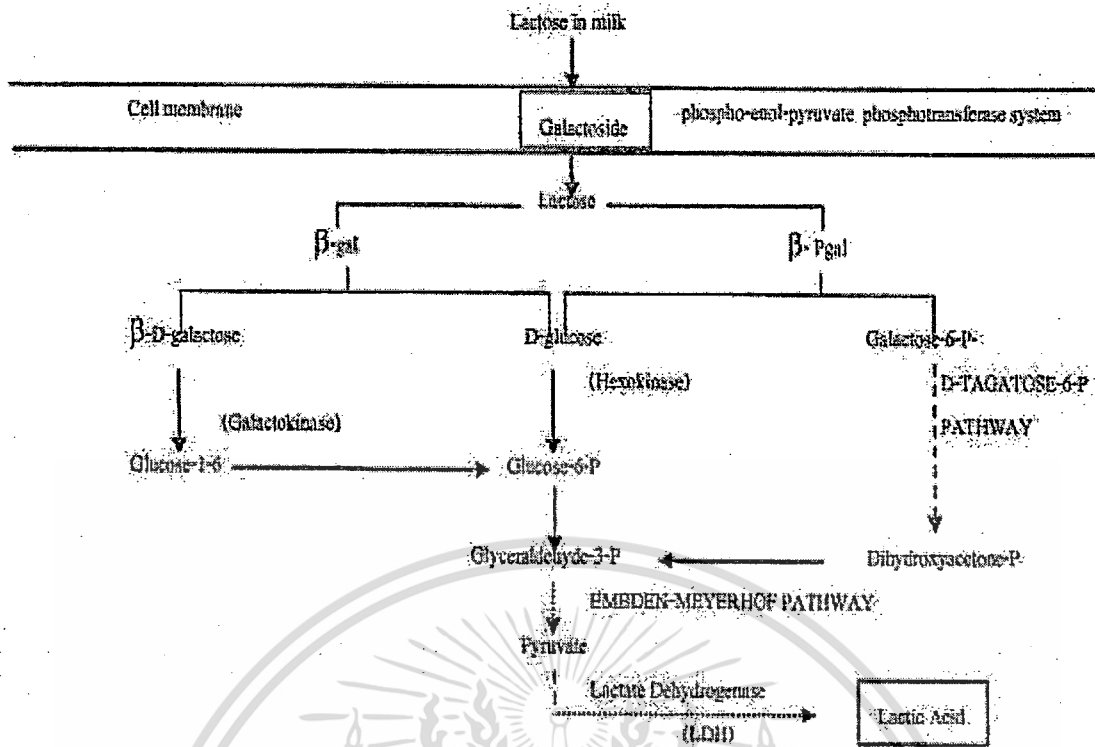 Lactose in milk
Cell membrane
Galactoside
phospho-enol-pyruvate phosphotransferase system
Lactose
β-gal
β-Pgal
β-D-galactose
D-glucose
Galactose-6-P-
(Galactokinase)
(Hexokinase)
D-TAGATOSE-6-P
PATHWAY
Glucose-1-6
Glucose-6-P
Glyceraldehyde-3-P
Dihydroxyacetone-P-
EMBDEN-MEYERHOF PATHWAY
Pyruvate
Lactate Dehydrogenase
(LDH)
Lactic Acid